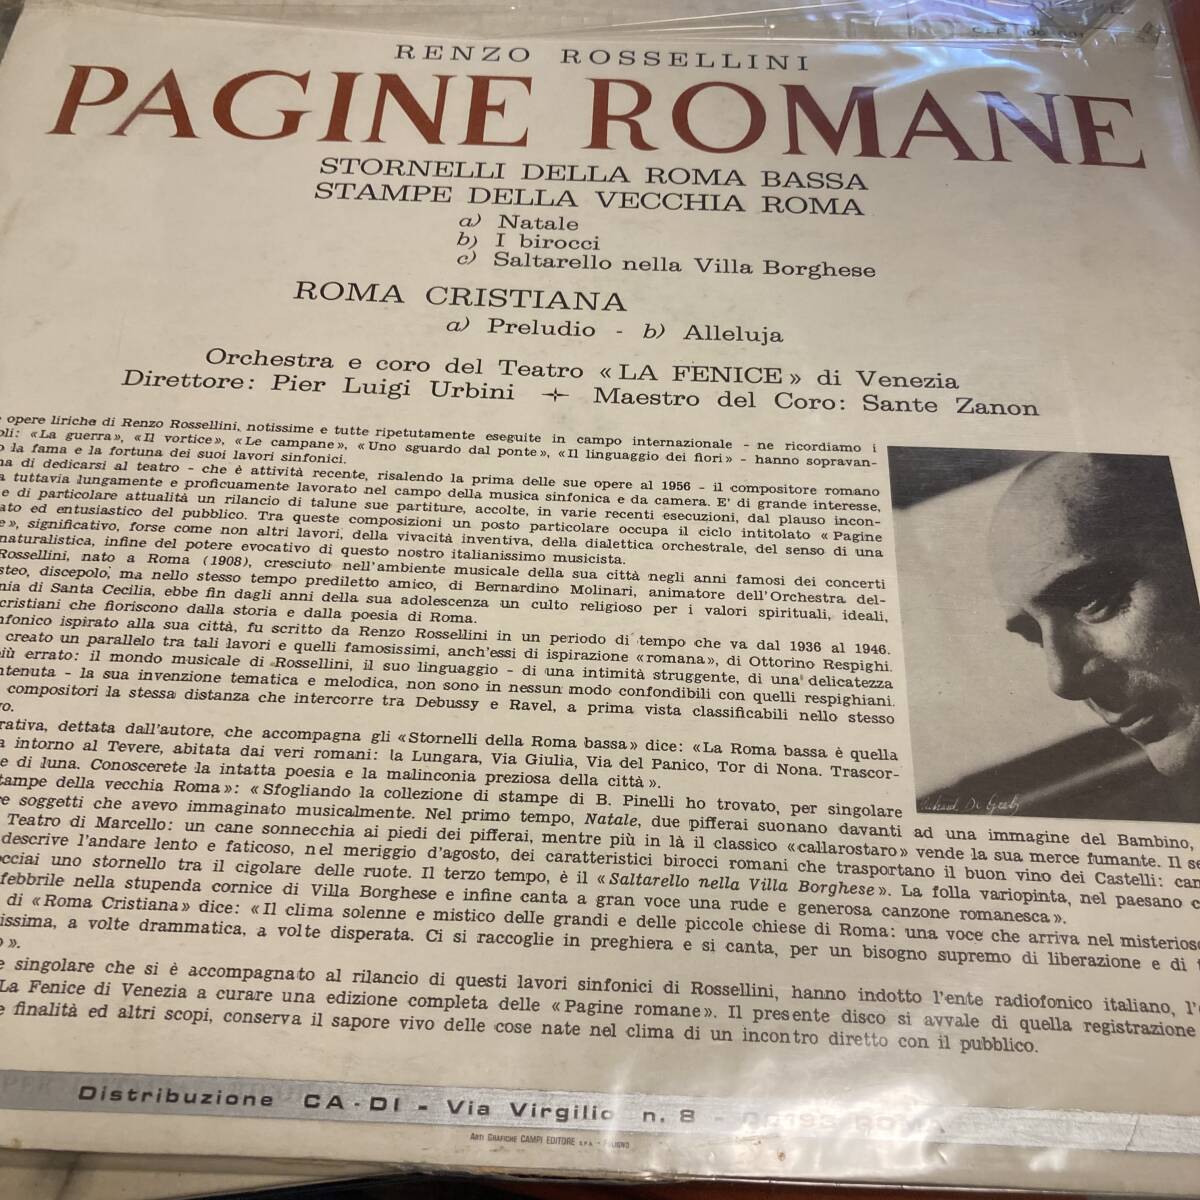 RENZO ROSSELLINI
PAGINE ROMANE
STORNELLI DELLA ROMA BASSA
STAMPE DELLA VECCHIA ROMA
a) Natale
b) I birocci
c) Saltarello nella Villa Borghese
ROMA CRISTIANA
a) Preludio - b) Alleluja
Orchestra e coro del Teatro « LA FENICE » di Venezia
Direttore: Pier Luigi Urbini Maestro del Coro: Sante Zanon
opere liriche di Renzo Rossellini, notissime e tutte ripetutamente eseguite in campo internazionale - ne ricordiamo i
oli: «La guerra», «Il vortice», «Le campane», «Uno sguardo dal ponte», «Il linguaggio dei fiori» - hanno sopravan-
o la fama e la fortuna dei suoi lavori sinfonici.
na di dedicarsi al teatro - che è attività recente, risalendo la prima delle sue opere al 1956 - il compositore romano
a tuttavia lungamente e proficuamente lavorato nel campo della musica sinfonica e da camera. E' di grande interesse,
e di particolare attualità un rilancio di talune sue partiture, accolte, in varie recenti esecuzioni, dal plauso incon-
ato ed entusiastico del pubblico. Tra queste composizioni un posto particolare occupa il ciclo intitolato « Pagine
e», significativo, forse come non altri lavori, della vivacità inventiva, della dialettica orchestrale, del senso di una
naturalistica, infine del potere evocativo di questo nostro italianissimo musicista.
Rossellini, nato a Roma (1908), cresciuto nell'ambiente musicale della sua città negli anni famosi dei concerti
steo, discepolo, ma nello stesso tempo prediletto amico, di Bernardino Molinari, animatore dell'Orchestra del-
nia di Santa Cecilia, ebbe fin dagli anni della sua adolescenza un culto religioso per i valori spirituali, ideali,
cristiani che fioriscono dalla storia e dalla poesia di Roma.
nfonico ispirato alla sua città, fu scritto da Renzo Rossellini in un periodo di tempo che va dal 1936 al 1946.
creato un parallelo tra tali lavori e quelli famosissimi, anch'essi di ispirazione «romana», di Ottorino Respighi.
iù errato: il mondo musicale di Rossellini, il suo linguaggio - di una intimità struggente, di una delicatezza
ntenuta - la sua invenzione tematica e melodica, non sono in nessun modo confondibili con quelli respighiani.
compositori la stessa distanza che intercorre tra Debussy e Ravel, a prima vista classificabili nello stesso
vo.
rativa, dettata dall'autore, che accompagna gli «Stornelli della Roma bassa» dice: «La Roma bassa è quella
a intorno al Tevere, abitata dai veri romani: la Lungara, Via Giulia, Via del Panico, Tor di Nona. Trascor-
e di luna. Conoscerete la intatta poesia e la malinconia preziosa della città ».
tampe della vecchia Roma»: « Sfogliando la collezione di stampe di B. Pinelli ho trovato, per singolare
re soggetti che avevo immaginato musicalmente. Nel primo tempo, Natale, due pifferai suonano davanti ad una immagine del Bambino,
Teatro di Marcello: un cane sonnecchia ai piedi dei pifferai, mentre più in là il classico «callarostaro» vende la sua merce fumante. Il se
descrive l'andare lento e faticoso, nel meriggio d'agosto, dei caratteristici birocci romani che trasportano il buon vino dei Castelli: can
occiai uno stornello tra il cigolare delle ruote. Il terzo tempo, è il «Saltarello nella Villa Borghese». La folla variopinta, nel paesano c
febbrile nella stupenda cornice di Villa Borghese e infine canta a gran voce una rude e generosa canzone romanesca».
di «Roma Cristiana» dice: «Il clima solenne e mistico delle grandi e delle piccole chiese di Roma: una voce che arriva nel misterioso
issima, a volte drammatica, a volte disperata. Ci si raccoglie in preghiera e si canta, per un bisogno supremo di liberazione e di
».
e singolare che si è accompagnato al rilancio di questi lavori sinfonici di Rossellini, hanno indotto l'ente radiofonico italiano, l'
La Fenice di Venezia a curare una edizione completa delle «Pagine romane». Il presente disco si avvale di quella registrazione
e finalità ed altri scopi, conserva il sapore vivo delle cose nate nel clima di un incontro diretto con il pubblico.
Distribuzione CA-DI - Via Virgilio n. 8 - 00193 ROMA
ARTI GRAFICHE CAMPI EDITORE S.P.A. - FOLIGNO